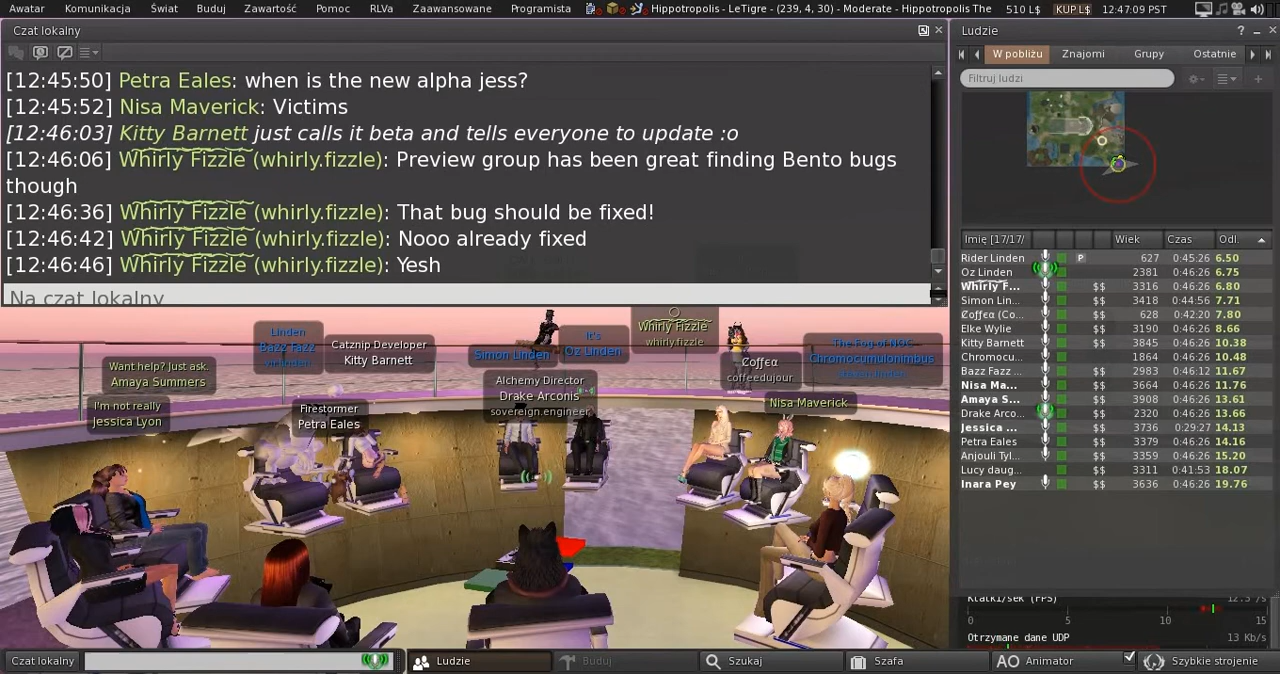 Awatar Komunikacja Świat Buduj Zawartość Pomoc RLVa Zaawansowane Programista Hippotropolis - LeTigre - (239, 4, 30) - Moderate - Hippotropolis The 510 L$ KUP L$ 12:47:09 PST
Czat lokalny
[12:45:50] Petra Eales: when is the new alpha jess?
[12:45:52] Nisa Maverick: Victims
[12:46:03] Kitty Barnett just calls it beta and tells everyone to update :o
[12:46:06] Whirly Fizzle (whirly.fizzle): Preview group has been great finding Bento bugs
though
[12:46:36] Whirly Fizzle (whirly.fizzle): That bug should be fixed!
[12:46:42] Whirly Fizzle (whirly.fizzle): Nooo already fixed
[12:46:46] Whirly Fizzle (whirly.fizzle): Yesh
Na czat lokalny
Ludzie
W pobliżu Znajomi Grupy Ostatnie
Filtruj ludzi
Imię [17/17/ Wiek Czas Odl.
Rider Linden P 627 0:45:26 6.50
Oz Linden 2381 0:46:26 6.75
Whirly F... $$ 3316 0:46:26 6.80
Simon Lin... $$ 3418 0:44:56 7.71
Ȼoffeα (Co... $$ 628 0:42:20 7.80
Elke Wylie $$ 3190 0:46:26 8.66
Kitty Barnett $$ 3845 0:46:26 10.38
Chromocu... 1864 0:46:26 10.48
Bazz Fazz ... $$ 2983 0:46:12 11.67
Nisa Ma... $$ 3664 0:46:26 11.76
Amaya S... $$ 3908 0:46:26 13.61
Drake Arco... $$ 2320 0:46:26 13.66
Jessica ... $$ 3736 0:29:27 14.13
Petra Eales $$ 3379 0:46:26 14.16
Anjouli Tyl... $$ 3359 0:46:26 15.20
Lucy daug... $$ 3311 0:41:53 18.07
Inara Pey $$ 3636 0:46:26 19.76
Klatki/sek (FPS) 12.3 /s
0 5 10 15
Otrzymane dane UDP 13 Kb/s
Want help? Just ask.
Amaya Summers
I'm not really
Jessica Lyon
Linden
Bazz Fazz
Catznip Developer
Kitty Barnett
Firestormer
Petra Eales
Simon Linden
It's
Oz Linden
Alchemy Director
Drake Arconis
sovereign.engineer
Whirly Fizzle
whirly.fizzle
Ȼoffeα
coffeedujour
The Fog of NOC
Chromocumulonimbus
Nisa Maverick
Czat lokalny Ludzie Buduj Szukaj Szafa AO Animator Szybkie strojenie